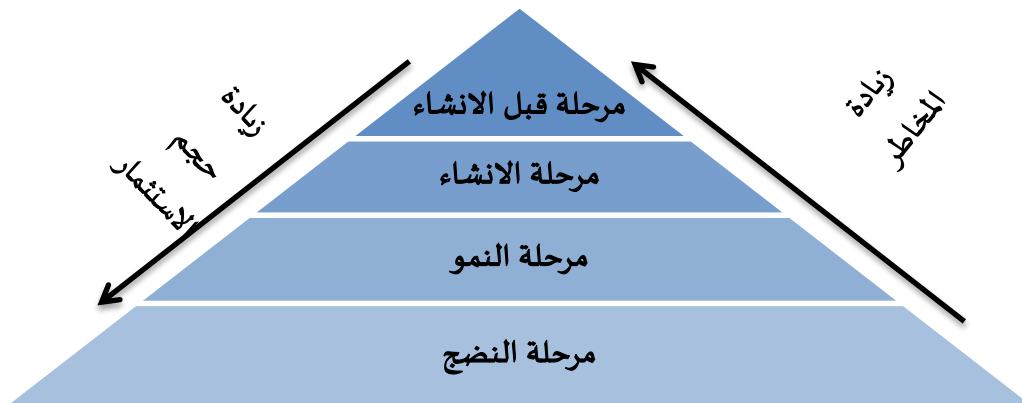 مرحلة قبل الانشاء
مرحلة الانشاء
مرحلة النمو
مرحلة النضج
زيادة
المخاطر
زيادة
حجم
الاستثمار